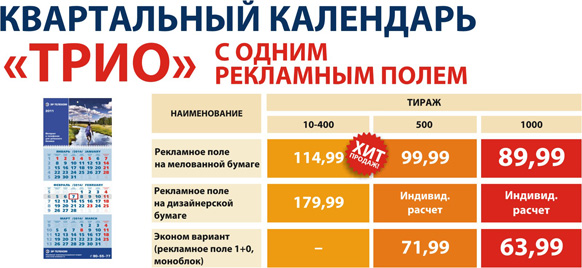 КВАРТАЛЬНЫЙ КАЛЕНДАРЬ
«ТРИО» С ОДНИМ
РЕКЛАМНЫМ ПОЛЕМ
НАИМЕНОВАНИЕ
ТИРАЖ
10-400 500 1000
Рекламное поле
на мелованной бумаге
114,99
ХИТ
ПРОДАЖ!
99,99
89,99
Рекламное поле
на дизайнерской
бумаге
179,99
Индивид.
расчет
Индивид.
расчет
Эконом вариант
(рекламное поле 1+0,
моноблок)
–
71,99
63,99